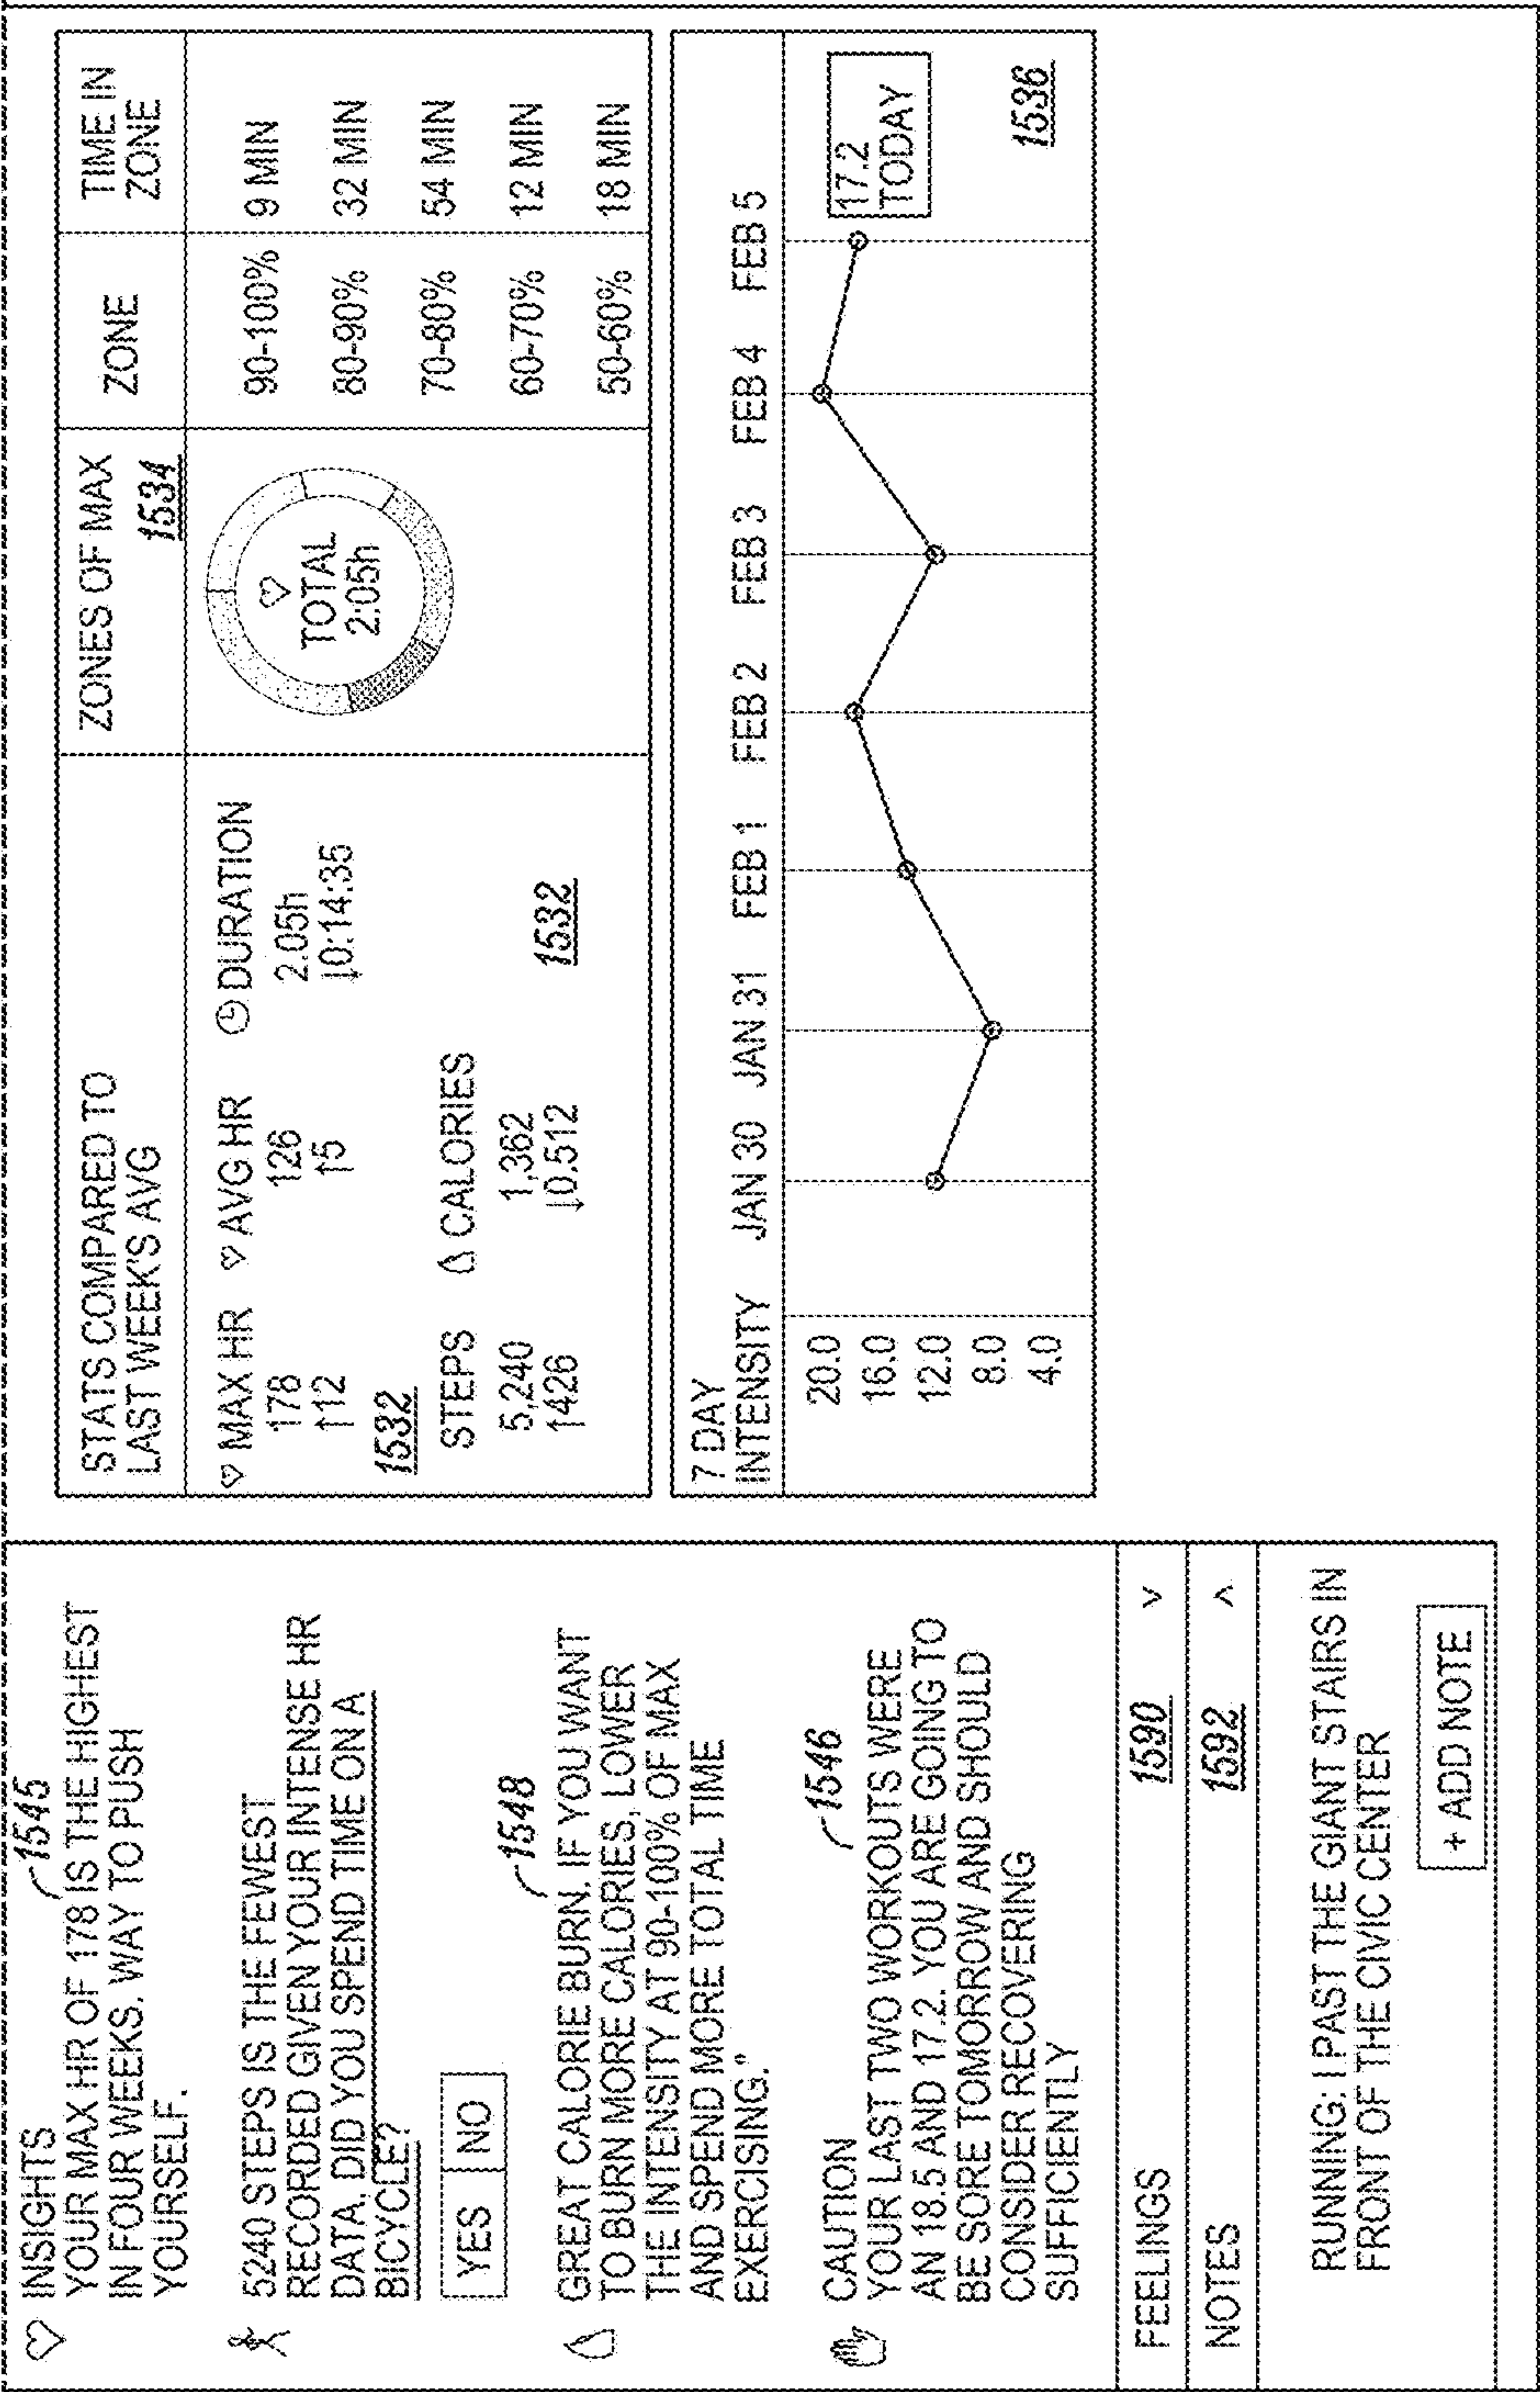 INSIGHTS
1545
YOUR MAX HR OF 178 IS THE HIGHEST
IN FOUR WEEKS. WAY TO PUSH
YOURSELF.
5240 STEPS IS THE FEWEST
RECORDED GIVEN YOUR INTENSE HR
DATA, DID YOU SPEND TIME ON A
BICYCLE?
YES NO
1548
GREAT CALORIE BURN. IF YOU WANT
TO BURN MORE CALORIES, LOWER
THE INTENSITY AT 90-100% OF MAX
AND SPEND MORE TOTAL TIME
EXERCISING."
CAUTION
1546
YOUR LAST TWO WORKOUTS WERE
AN 18.5 AND 17.2. YOU ARE GOING TO
BE SORE TOMORROW AND SHOULD
CONSIDER RECOVERING
SUFFICIENTLY
FEELINGS 1590 v
NOTES 1592 ^
RUNNING: I PAST THE GIANT STAIRS IN
FRONT OF THE CIVIC CENTER
+ ADD NOTE
STATS COMPARED TO
LAST WEEK'S AVG
MAX HR AVG HR DURATION
178 126 2.05h
↑12 ↑5 ↓0:14:35
1532
STEPS CALORIES
5,240 1,362
↑426 ↓0.512
1532
ZONES OF MAX
1534
TOTAL
2:05h
ZONE TIME IN
ZONE
90-100% 9 MIN
80-90% 32 MIN
70-80% 54 MIN
60-70% 12 MIN
50-60% 18 MIN
7 DAY
INTENSITY JAN 30 JAN 31 FEB 1 FEB 2 FEB 3 FEB 4 FEB 5
20.0
16.0
12.0
8.0
4.0
17.2
TODAY
1536